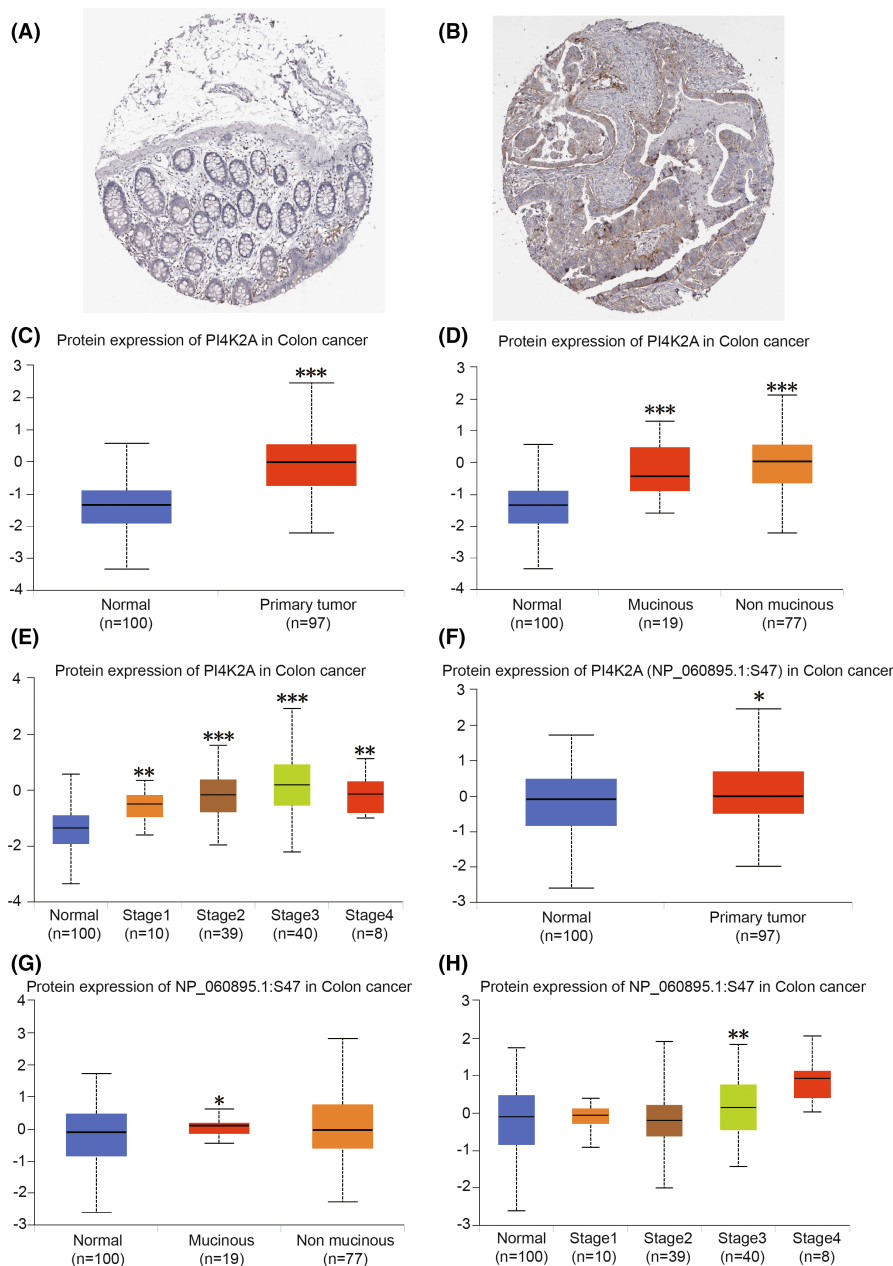 (A)
(B)
(C)
Protein expression of PI4K2A in Colon cancer
3
2
1
0
-1
-2
-3
-4
***
Normal
(n=100)
Primary tumor
(n=97)
(D)
Protein expression of PI4K2A in Colon cancer
3
2
1
0
-1
-2
-3
-4
***
***
Normal
(n=100)
Mucinous
(n=19)
Non mucinous
(n=77)
(E)
Protein expression of PI4K2A in Colon cancer
4
2
0
-2
-4
**
***
***
**
Normal
(n=100)
Stage1
(n=10)
Stage2
(n=39)
Stage3
(n=40)
Stage4
(n=8)
(F)
Protein expression of PI4K2A (NP_060895.1:S47) in Colon cancer
3
2
1
0
-1
-2
-3
*
Normal
(n=100)
Primary tumor
(n=97)
(G)
Protein expression of NP_060895.1:S47 in Colon cancer
4
3
2
1
0
-1
-2
-3
*
Normal
(n=100)
Mucinous
(n=19)
Non mucinous
(n=77)
(H)
Protein expression of NP_060895.1:S47 in Colon cancer
3
2
1
0
-1
-2
-3
**
Normal
(n=100)
Stage1
(n=10)
Stage2
(n=39)
Stage3
(n=40)
Stage4
(n=8)